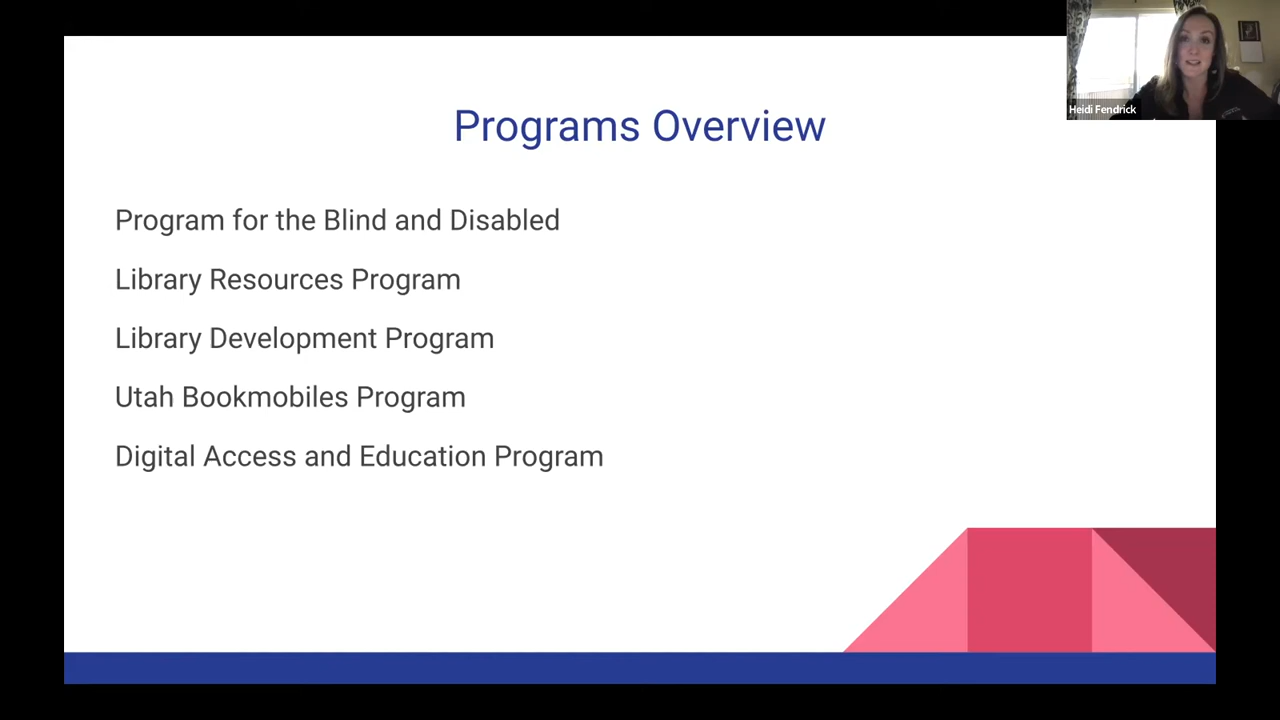 Programs Overview
Heidi Fendrick
Program for the Blind and Disabled
Library Resources Program
Library Development Program
Utah Bookmobiles Program
Digital Access and Education Program